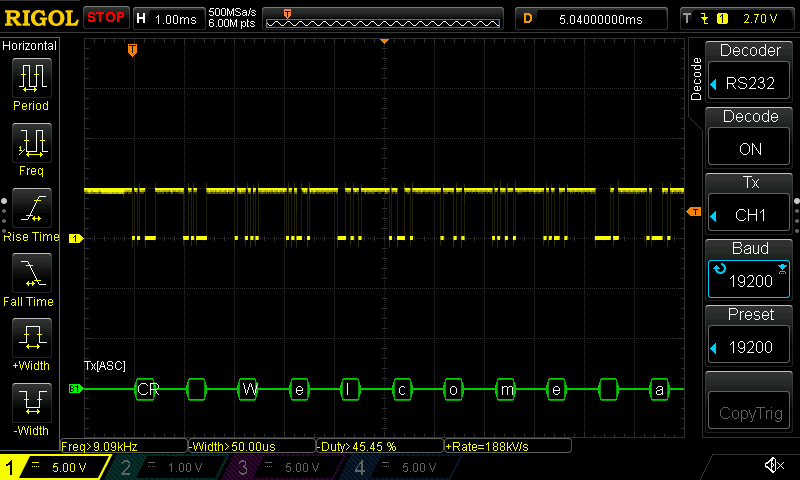 RIGOL STOP H 1.00ms 500MSa/s 6.00M pts T D 5.04000000ms T 1 2.70 V
Horizontal
Period
Freq
Rise Time
Fall Time
+Width
-Width
T
1
T
Tx[ASC]
B1 CR W e l c o m e a
Freq>9.09kHz -Width>50.00us -Duty>45.45 % +Rate=188kV/s
1 5.00 V 2 1.00 V 3 5.00 V 4 5.00 V
Decode
Decoder
RS232
Decode
ON
Tx
CH1
Baud
19200
Preset
19200
CopyTrig